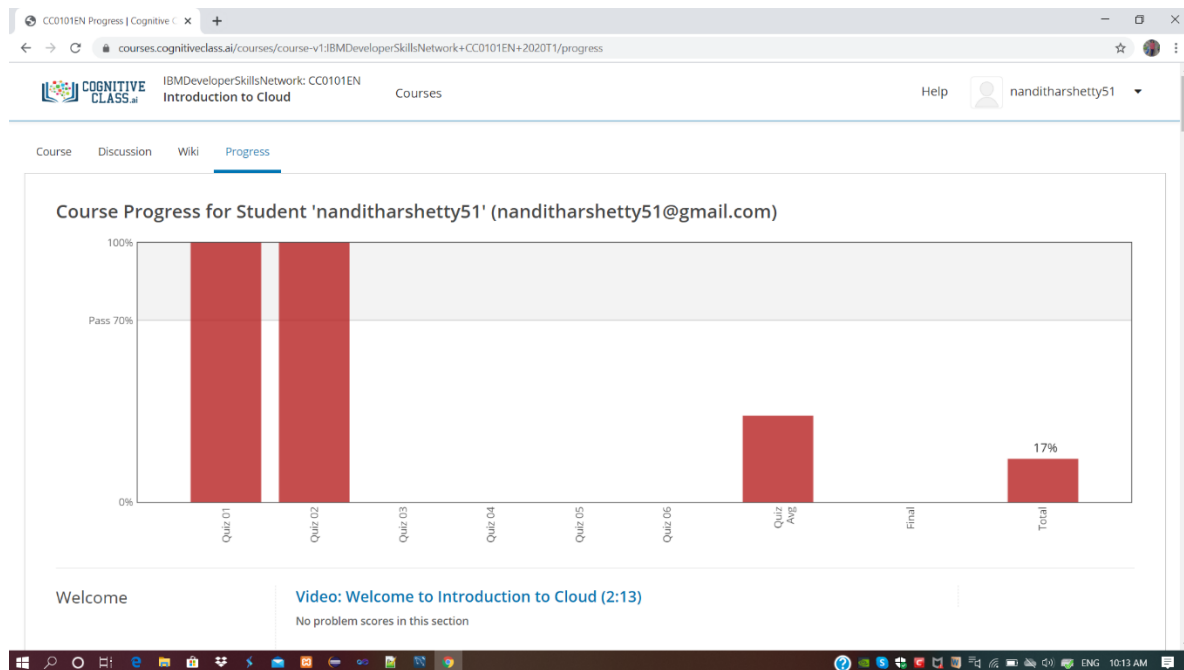 CC0101EN Progress | Cognitive C
courses.cognitiveclass.ai/courses/course-v1:IBMDeveloperSkillsNetwork+CC0101EN+2020T1/progress
COGNITIVE
CLASS.ai
IBMDeveloperSkillsNetwork: CC0101EN
Introduction to Cloud
Courses
Help
nanditharshetty51
Course
Discussion
Wiki
Progress
Course Progress for Student 'nanditharshetty51' (nanditharshetty51@gmail.com)
100%
Pass 70%
0%
17%
Quiz 01
Quiz 02
Quiz 03
Quiz 04
Quiz 05
Quiz 06
Quiz
Avg
Final
Total
Welcome
Video: Welcome to Introduction to Cloud (2:13)
No problem scores in this section
ENG
10:13 AM